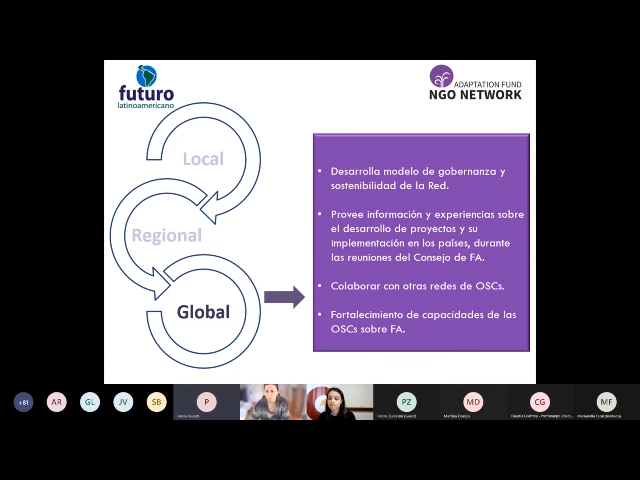 futuro
latinoamericano
ADAPTATION FUND
NGO NETWORK
Local
Regional
Global
• Desarrolla modelo de gobernanza y
sostenibilidad de la Red.
• Provee información y experiencias sobre
el desarrollo de proyectos y su
implementación en los países, durante
las reuniones del Consejo de FA.
• Colaborar con otras redes de OSCs.
• Fortalecimiento de capacidades de las
OSCs sobre FA.
+81
AR
GL
JV
SB
P
PZ
MD
CG
MF